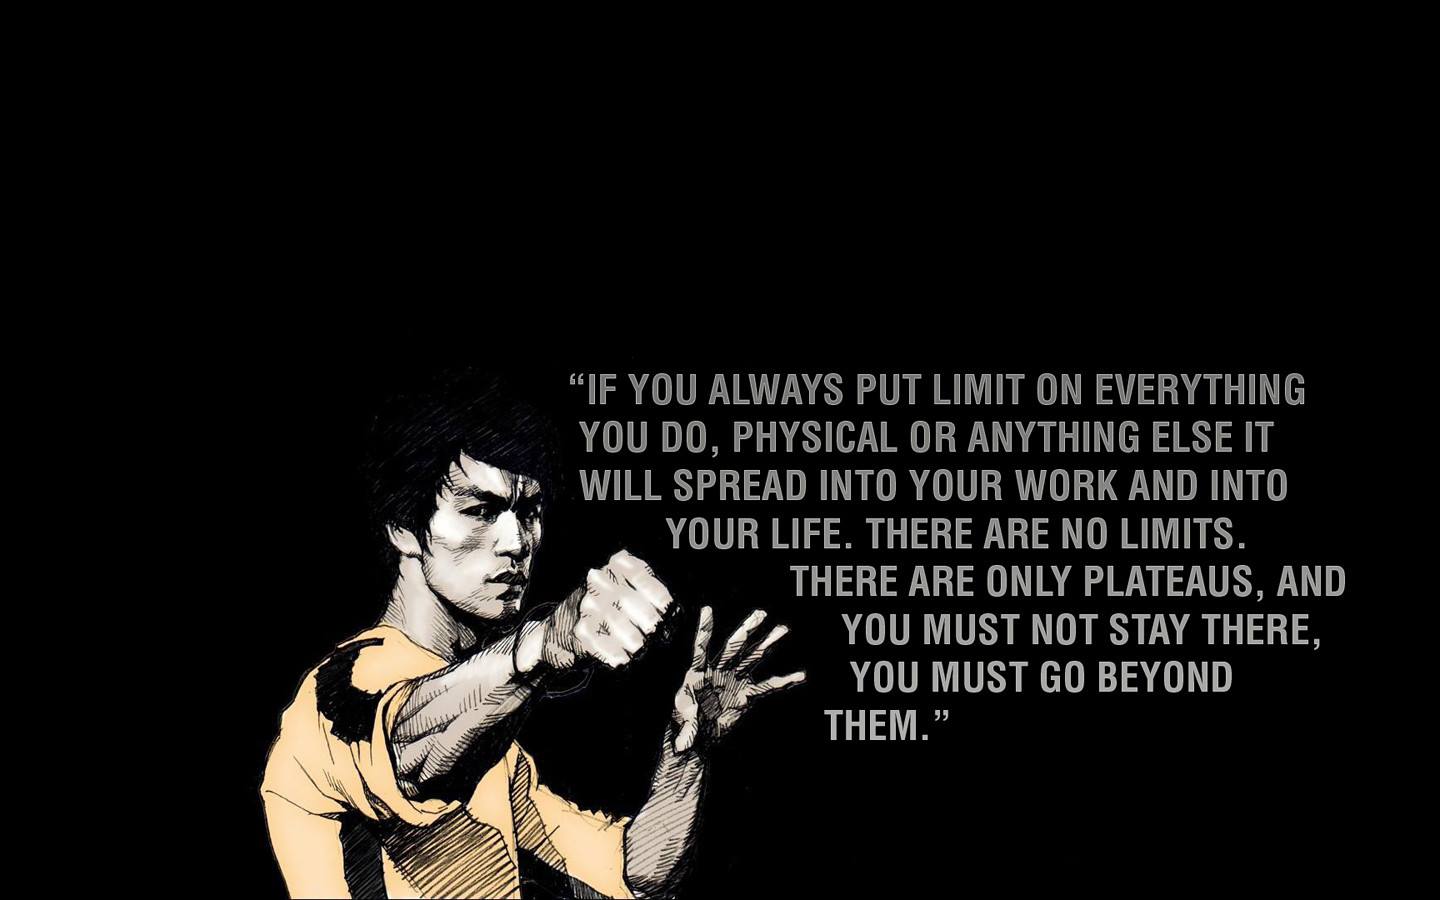 “IF YOU ALWAYS PUT LIMIT ON EVERYTHING
YOU DO, PHYSICAL OR ANYTHING ELSE IT
WILL SPREAD INTO YOUR WORK AND INTO
YOUR LIFE. THERE ARE NO LIMITS.
THERE ARE ONLY PLATEAUS, AND
YOU MUST NOT STAY THERE,
YOU MUST GO BEYOND
THEM.”